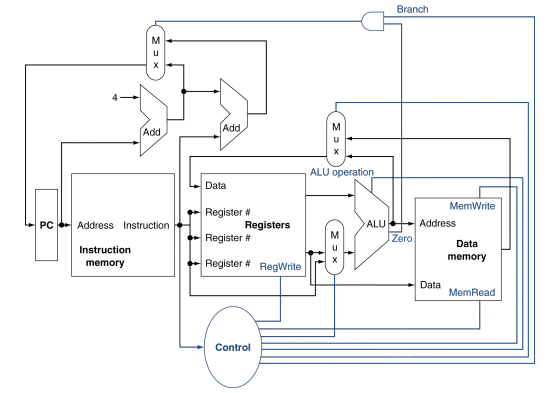 Branch
M
u
x
4
Add
Add
M
u
x
ALU operation
Data
PC
Address Instruction
Instruction
memory
Register #
Registers
Register #
Register #
RegWrite
M
u
x
ALU
Zero
MemWrite
Address
Data
memory
Data
MemRead
Control